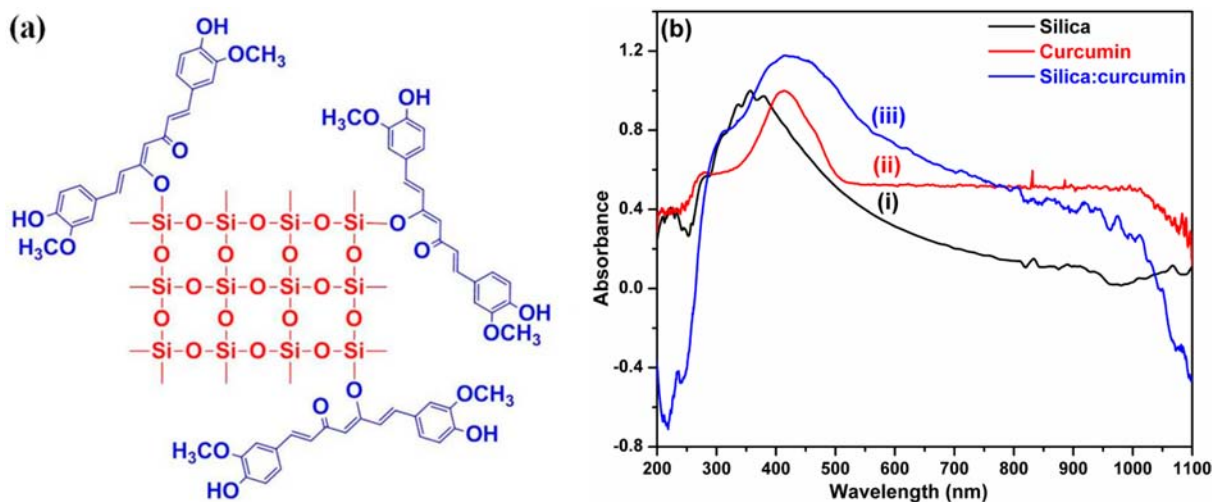 (a)
OH
OCH3
O
O
HO
OCH3
OH
H3CO
O
O
OH
OCH3
Si-O-Si-O-Si-O-Si
O O O O
Si-O-Si-O-Si-O-Si
O O O O
Si-O-Si-O-Si-O-Si
O
O
OCH3
OH
H3CO
HO
(b)
Silica
Curcumin
Silica:curcumin
(iii)
(ii)
(i)
Absorbance
1.2
0.8
0.4
0.0
-0.4
-0.8
200 300 400 500 600 700 800 900 1000 1100
Wavelength (nm)